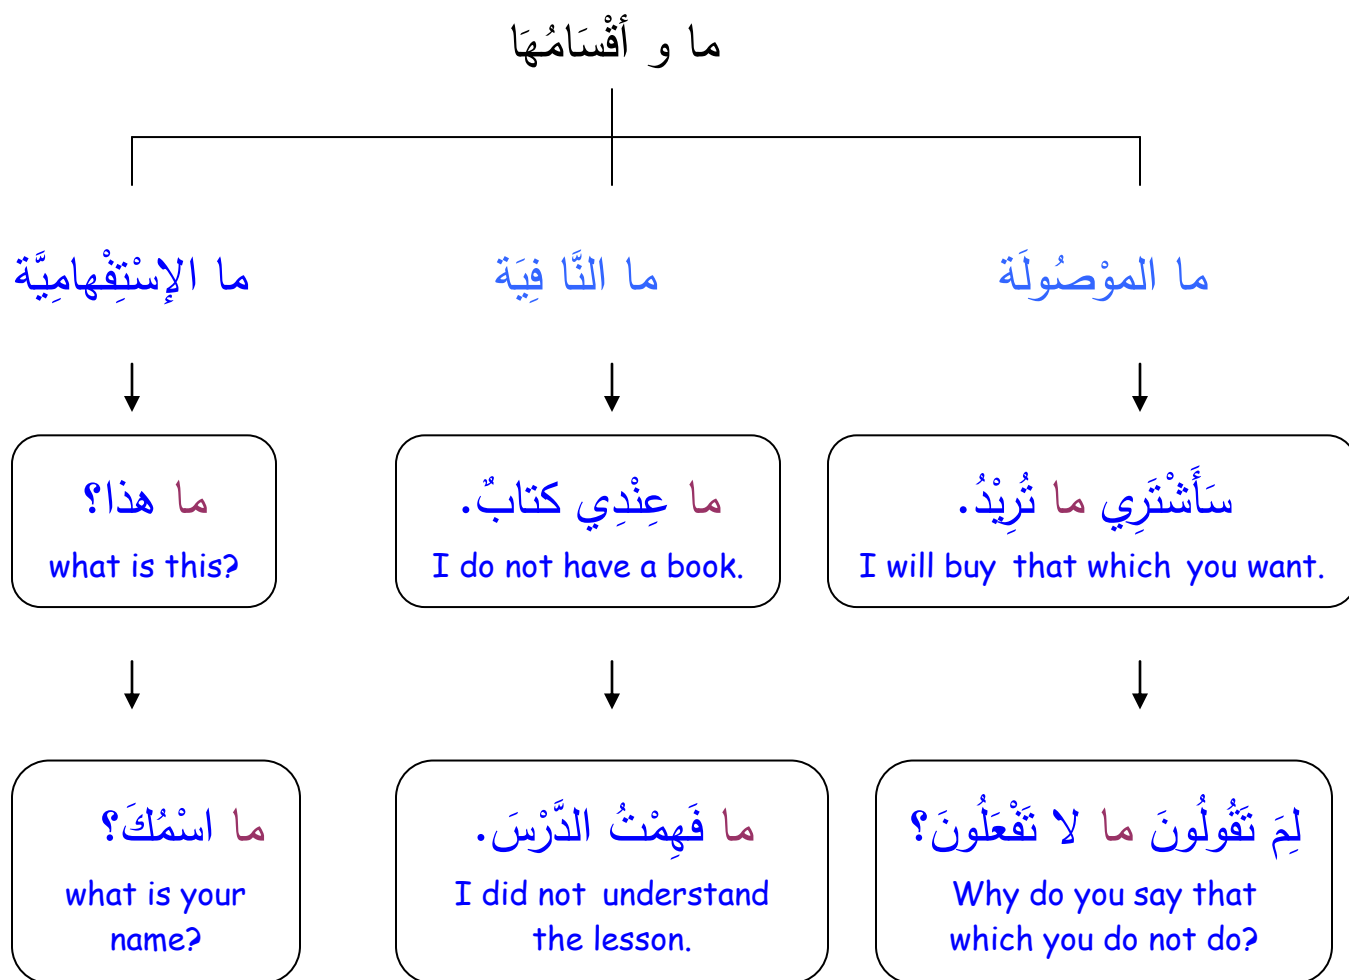 ما و أقْسَامُهَا
ما الموْصُولَة
ما النَّا فِيَة
ما الإسْتِفْهامِيَّة
سَأَشْتَرِي ما تُرِيْدُ.
I will buy that which you want.
ما عِنْدِي كتابٌ.
I do not have a book.
ما هذا؟
what is this?
لِمَ تَقُولُونَ ما لا تَفْعَلُونَ؟
Why do you say that
which you do not do?
ما فَهِمْتُ الدَّرْسَ.
I did not understand
the lesson.
ما اسْمُكَ؟
what is your
name?